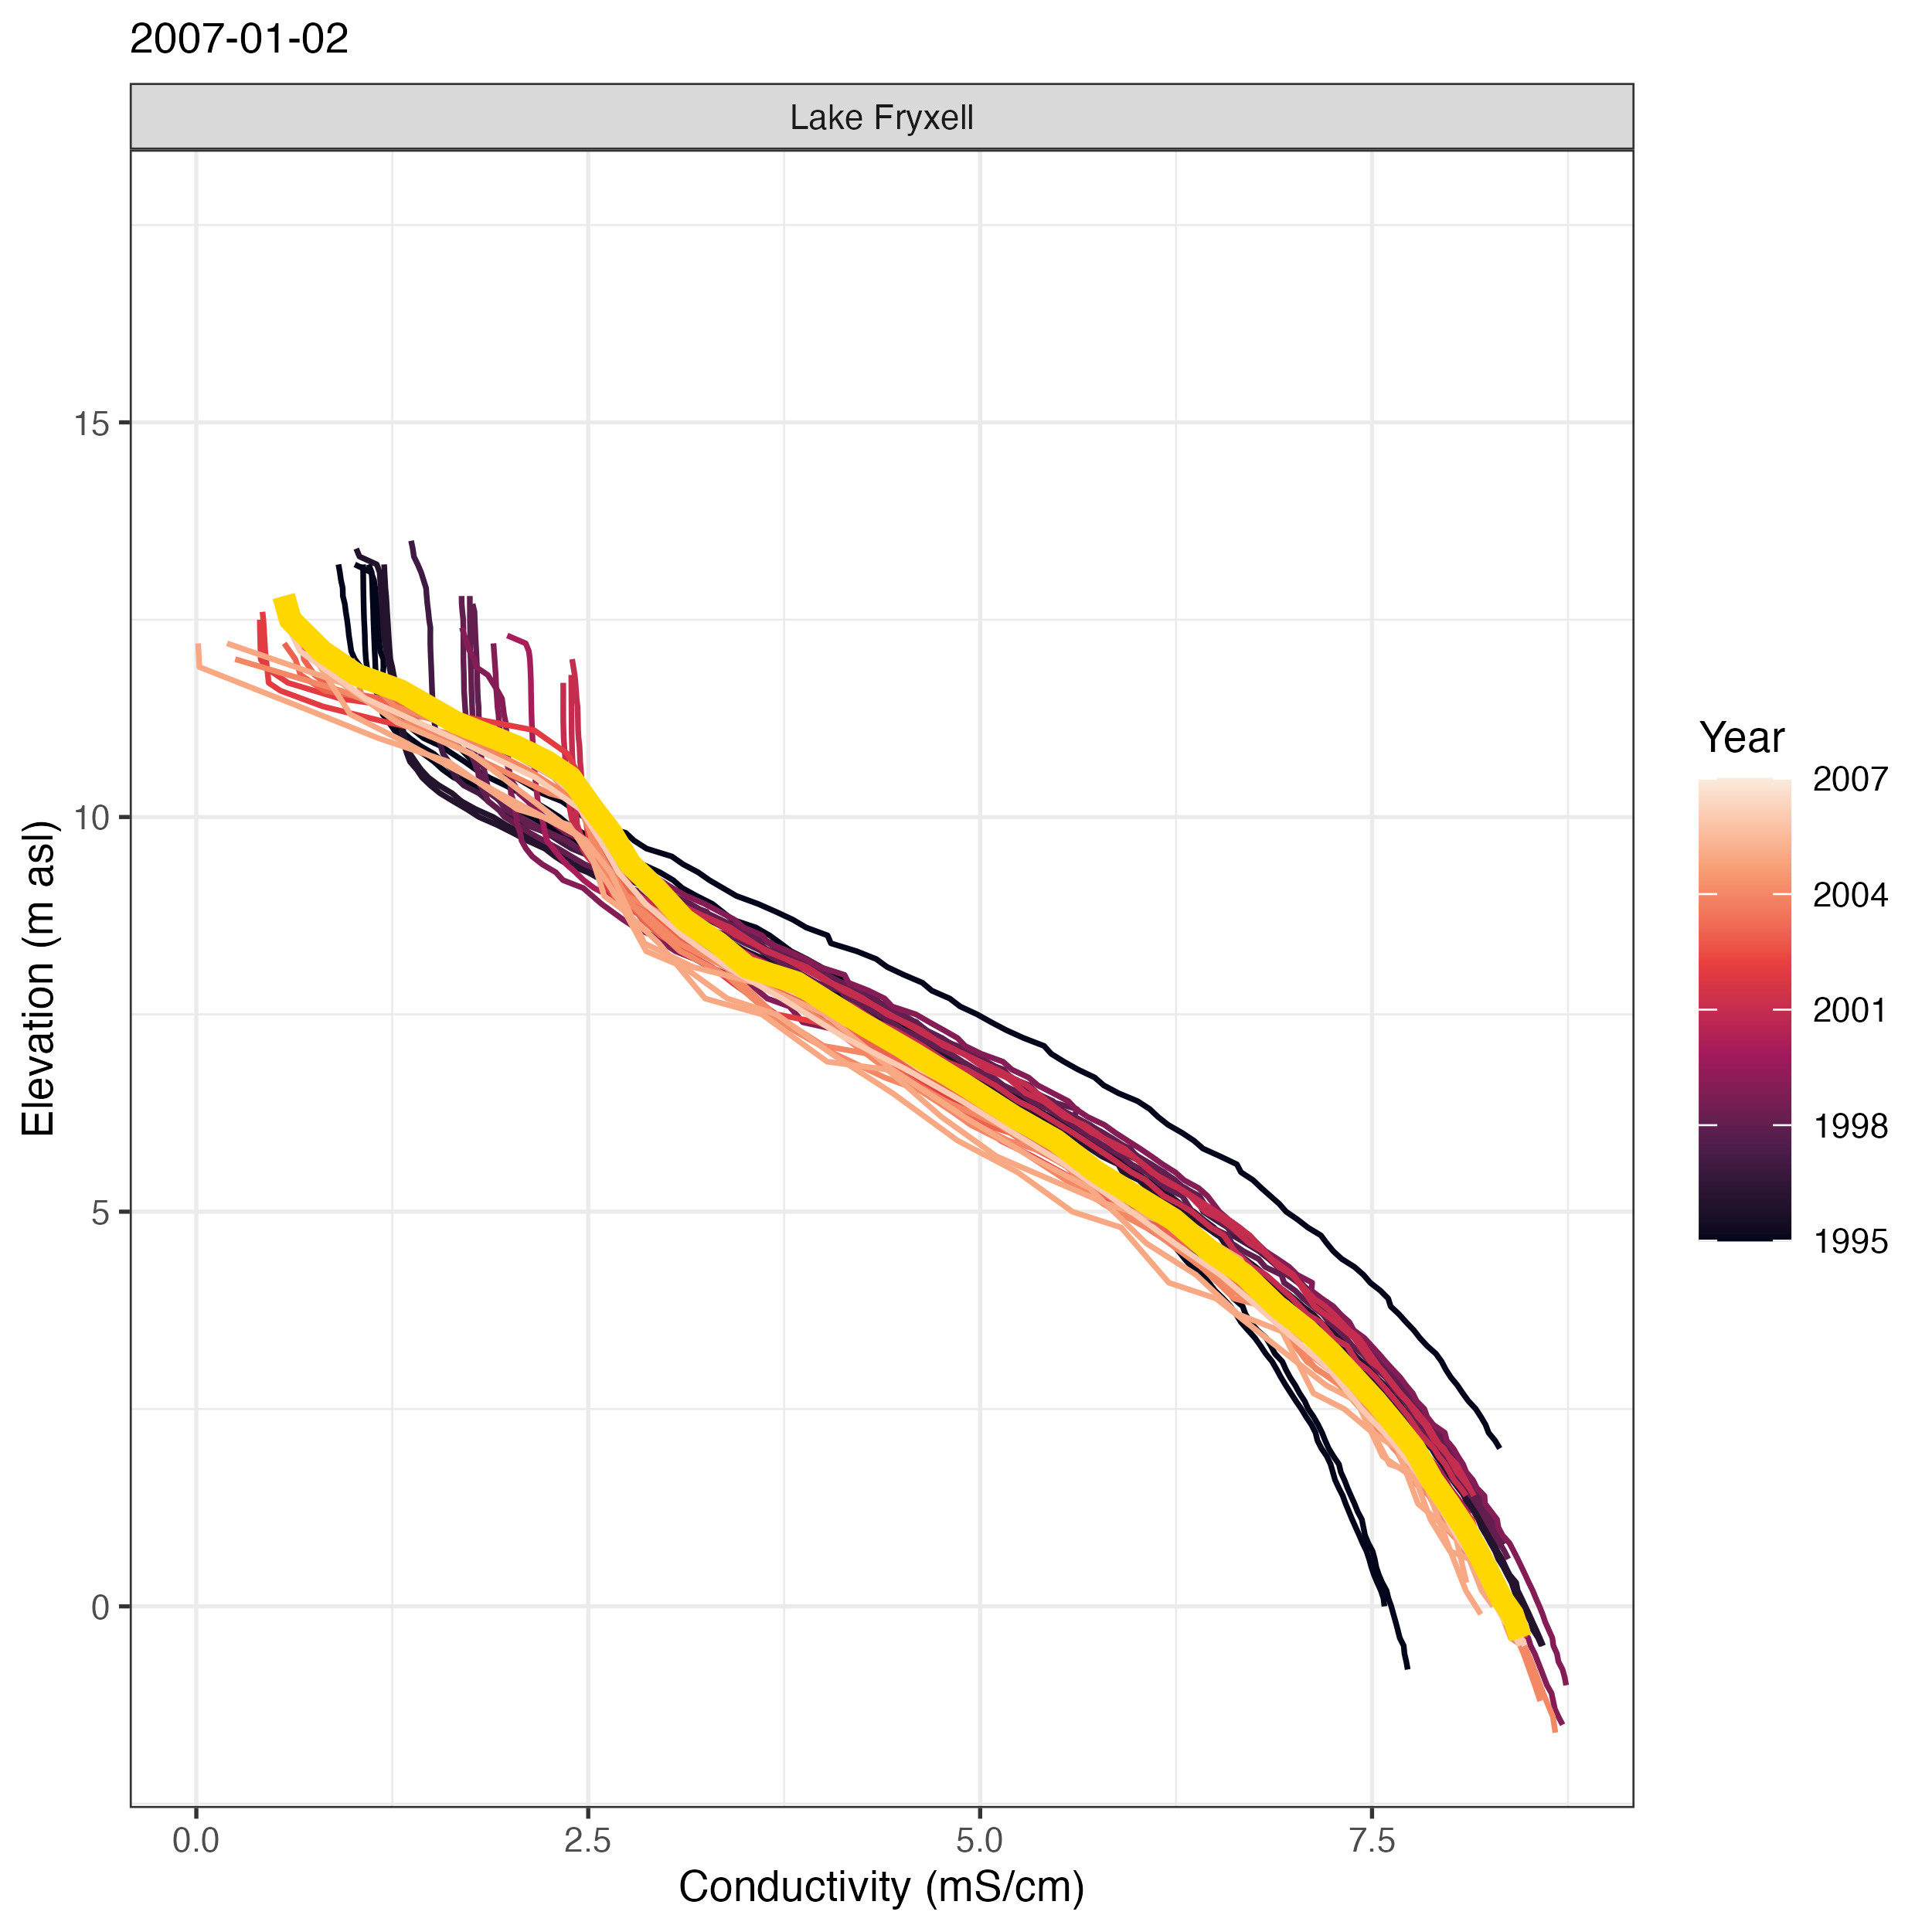 2007-01-02
Lake Fryxell
15
10
5
0
Elevation (m asl)
0.0 2.5 5.0 7.5
Conductivity (mS/cm)
Year
2007
2004
2001
1998
1995